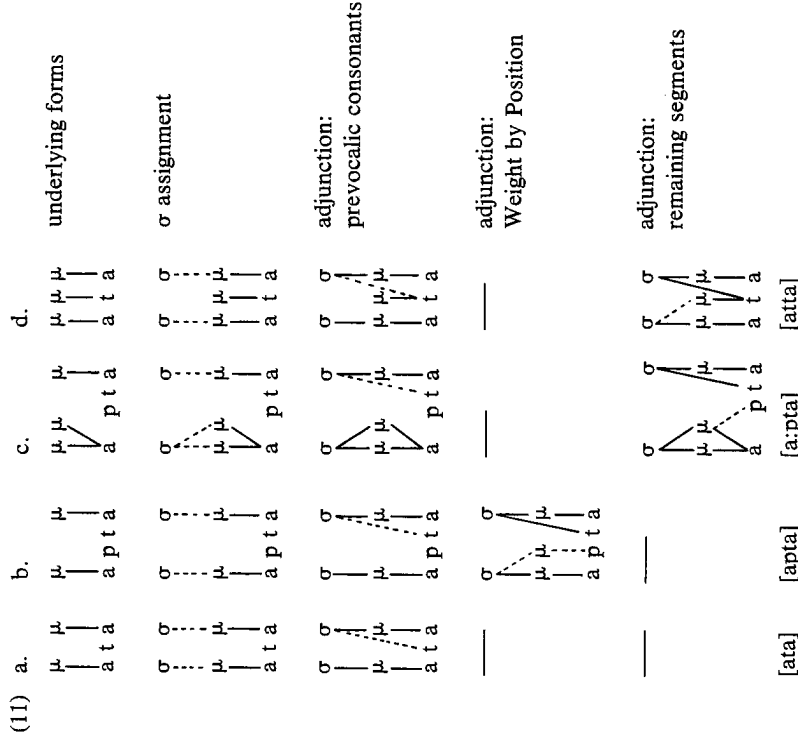 (11) a. b. c. d.
μ μ μ μ μ μ μ μ μ μ underlying forms
a t a a p t a a p t a a t a
σ σ σ σ σ σ σ σ σ assignment
μ μ μ μ μ μ μ μ μ μ
a t a a p t a a p t a a t a
σ σ σ σ σ σ σ σ adjunction:
μ μ μ μ μ μ μ μ μ μ prevocalic consonants
a t a a p t a a p t a a t a
σ σ adjunction:
μ μ μ Weight by Position
a p t a
σ σ σ σ adjunction:
μ μ μ μ μ μ remaining segments
a p t a a t a
[ata] [apta] [a:pta] [atta]